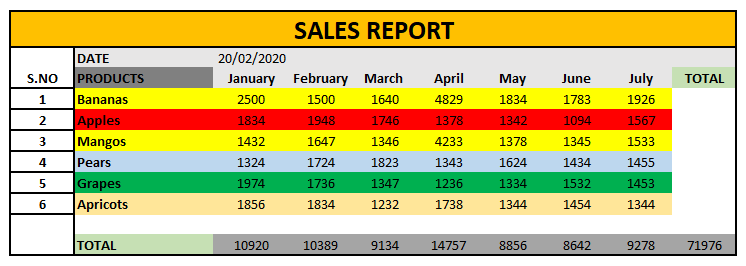 SALES REPORT
DATE 20/02/2020
S.NO PRODUCTS January February March April May June July TOTAL
1 Bananas 2500 1500 1640 4829 1834 1783 1926
2 Apples 1834 1948 1746 1378 1342 1094 1567
3 Mangos 1432 1647 1346 4233 1378 1345 1533
4 Pears 1324 1724 1823 1343 1624 1434 1455
5 Grapes 1974 1736 1347 1236 1334 1532 1453
6 Apricots 1856 1834 1232 1738 1344 1454 1344
TOTAL 10920 10389 9134 14757 8856 8642 9278 71976